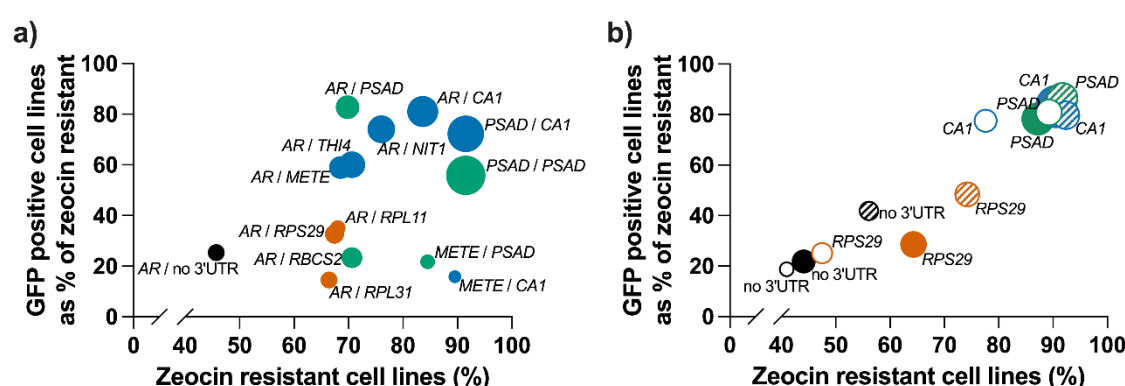 a)
GFP positive cell lines
as % of zeocin resistant
100
80
60
40
20
0
AR / PSAD
AR / CA1
PSAD / CA1
AR / THI4
AR / NIT1
PSAD / PSAD
AR / METE
AR / RPL11
AR / RPS29
AR / RBCS2
METE / PSAD
AR / no 3'UTR
METE / CA1
AR / RPL31
0 40 50 60 70 80 90 100
Zeocin resistant cell lines (%)
b)
GFP positive cell lines
as % of zeocin resistant
100
80
60
40
20
0
CA1
PSAD
PSAD
CA1
CA1
PSAD
RPS29
no 3'UTR
RPS29
RPS29
no 3'UTR
no 3'UTR
0 40 50 60 70 80 90 100
Zeocin resistant cell lines (%)